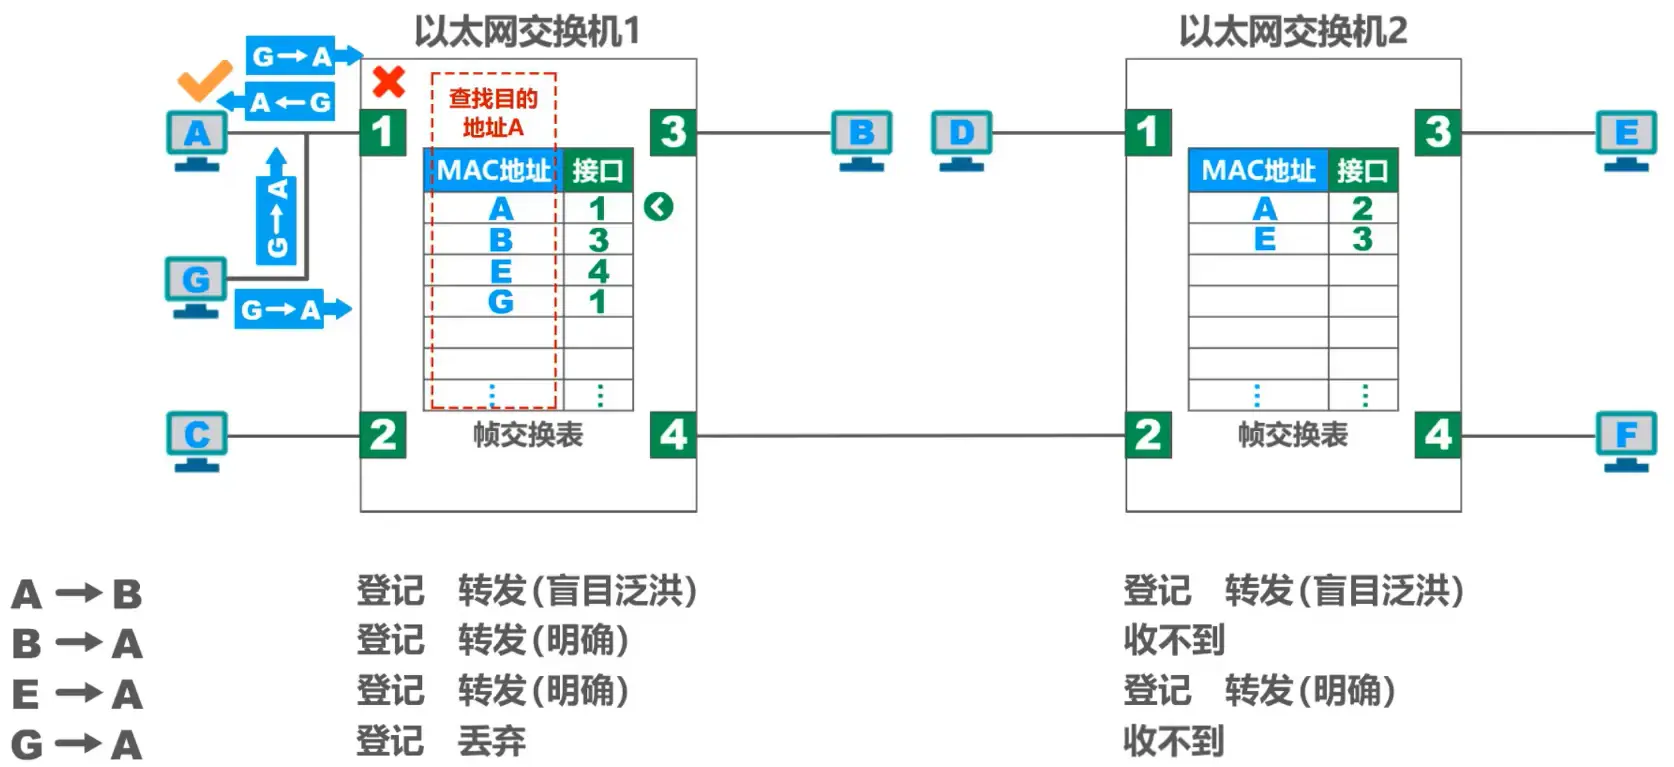 以太网交换机1
以太网交换机2
G→A
A←G
查找目的
地址A
A
1
3
B
D
1
3
E
MAC地址 接口
A 1
B 3
E 4
G 1
⋮ ⋮
MAC地址 接口
A 2
E 3
⋮ ⋮
G→A
G
G→A
C
2
帧交换表
4
2
帧交换表
4
F
A→B 登记 转发(盲目泛洪) 登记 转发(盲目泛洪)
B→A 登记 转发(明确) 收不到
E→A 登记 转发(明确) 登记 转发(明确)
G→A 登记 丢弃 收不到